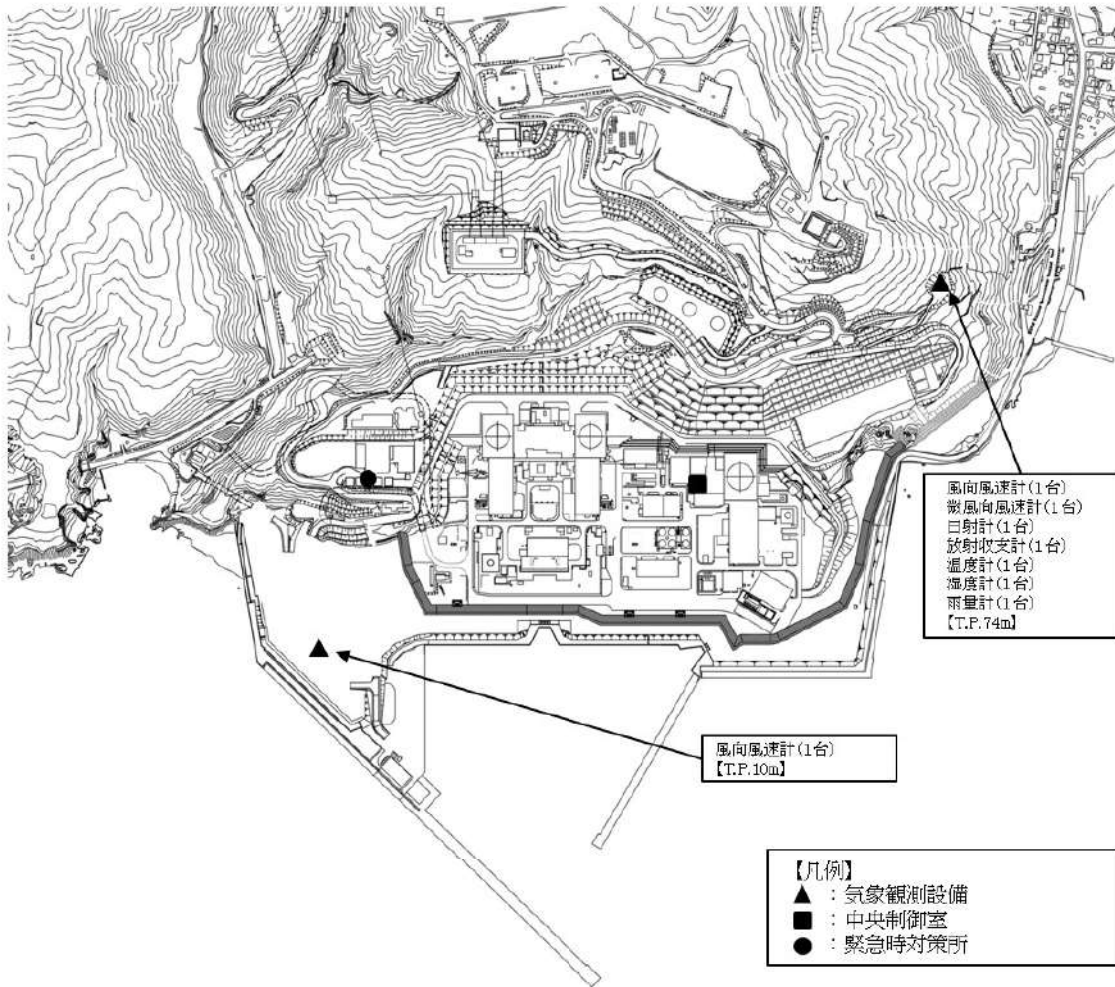 風向風速計(1台)
微風向風速計(1台)
日射計(1台)
放射収支計(1台)
温度計(1台)
湿度計(1台)
雨量計(1台)
【T.P.74m】
風向風速計(1台)
【T.P.10m】
【凡例】
▲ : 気象観測設備
■ : 中央制御室
● : 緊急時対策所